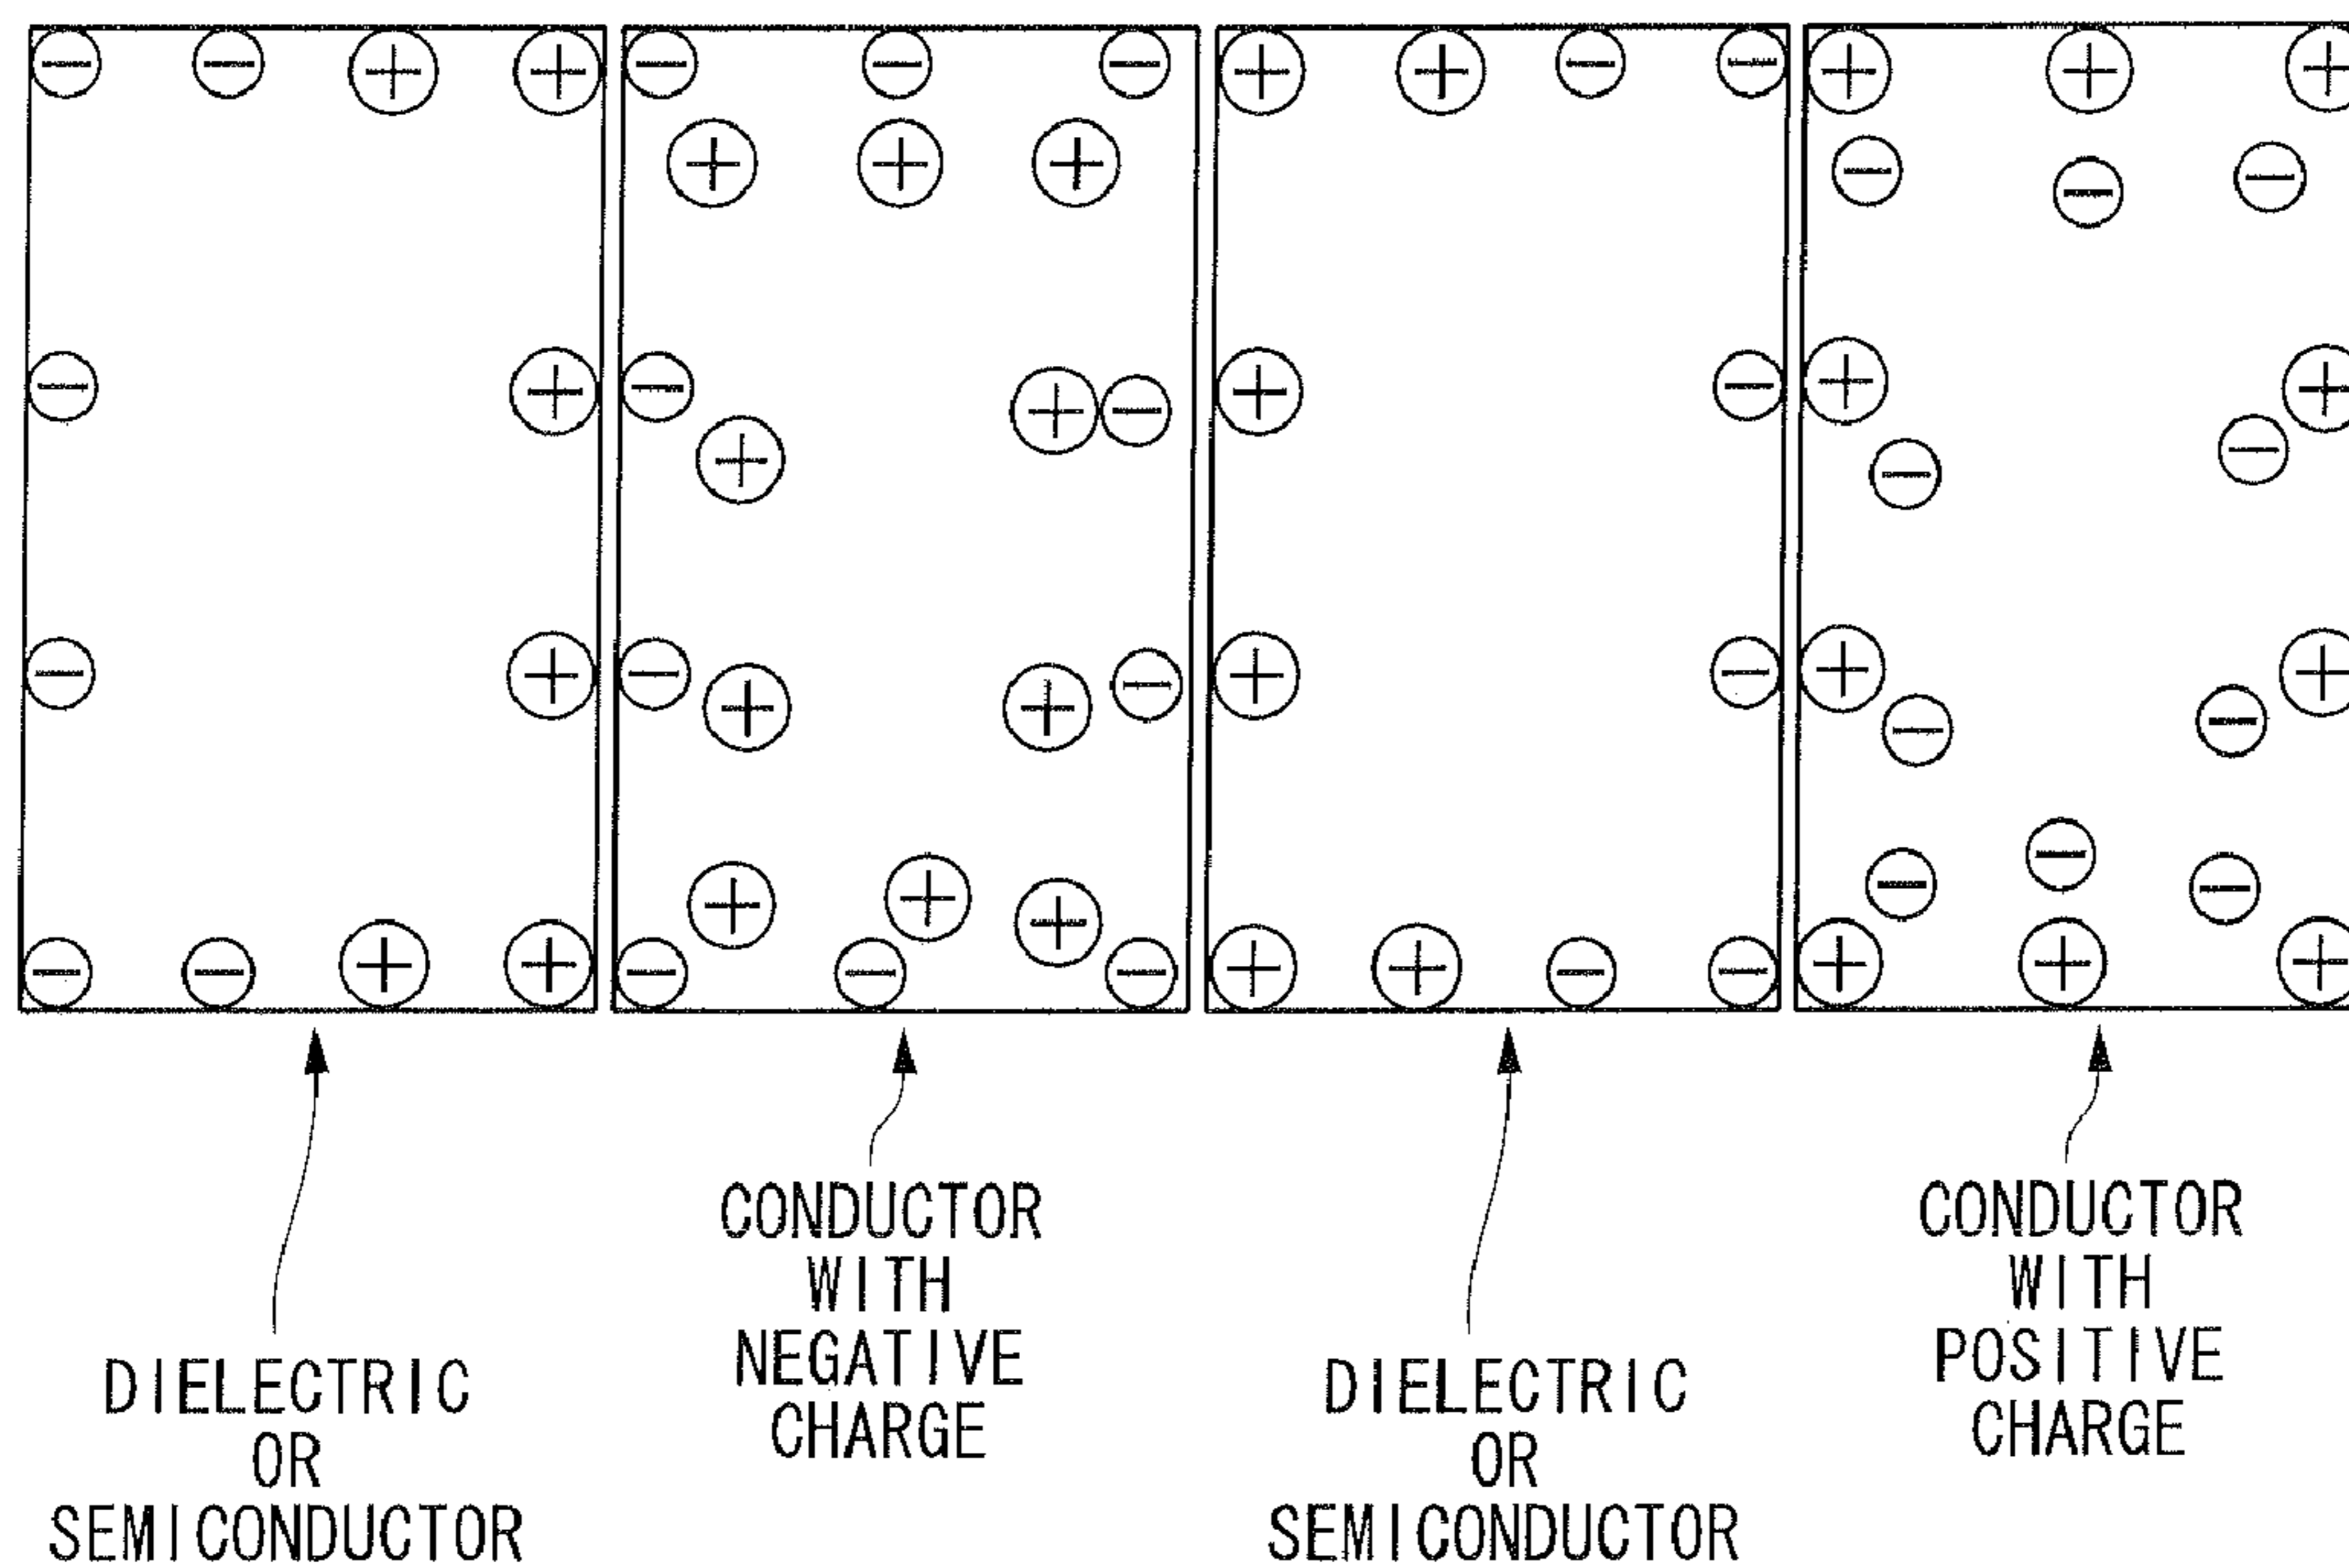 DIELECTRIC
OR
SEMICONDUCTOR
CONDUCTOR
WITH
NEGATIVE
CHARGE
DIELECTRIC
OR
SEMICONDUCTOR
CONDUCTOR
WITH
POSITIVE
CHARGE